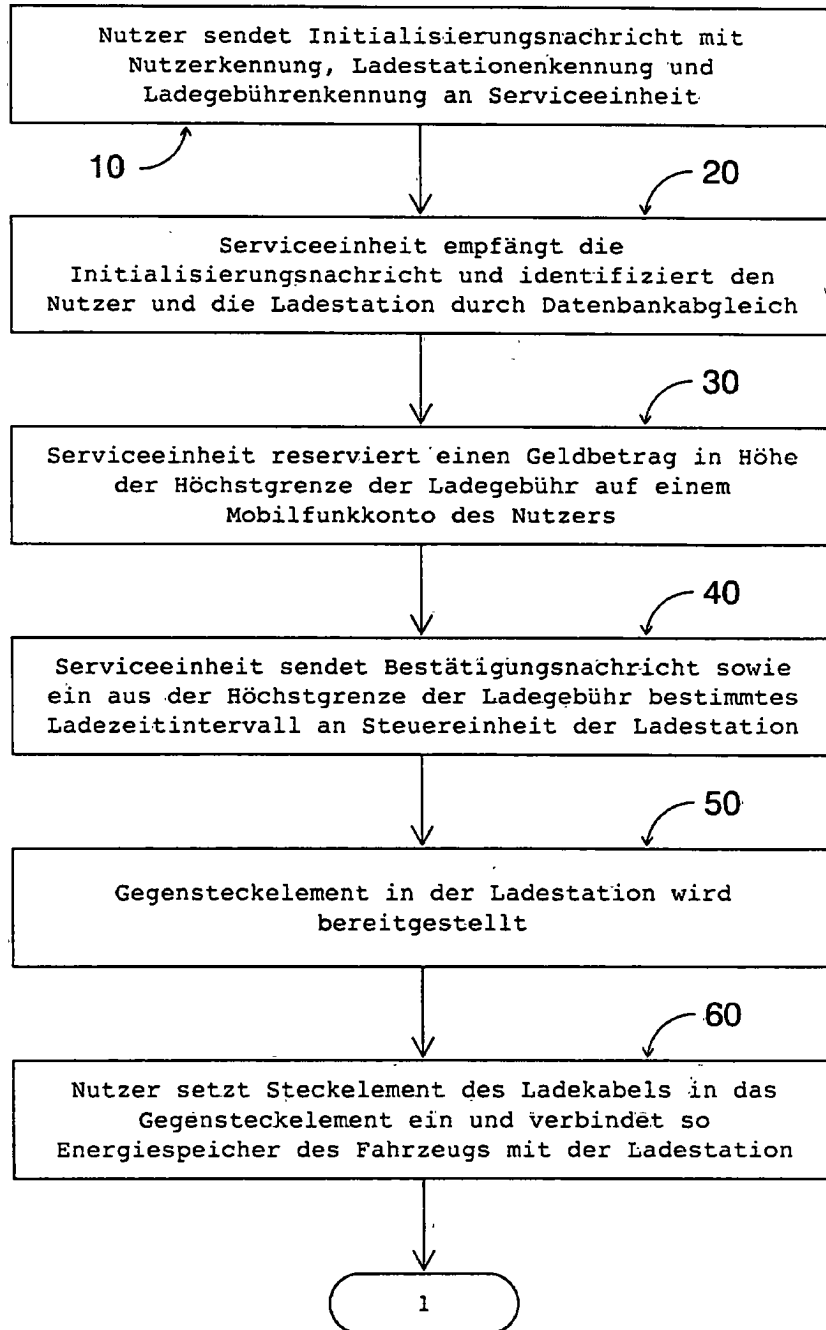 Nutzer sendet Initialisierungsnachricht mit
Nutzerkennung, Ladestationenkennung und
Ladegebührenkennung an Serviceeinheit
10
20
Serviceeinheit empfängt die
Initialisierungsnachricht und identifiziert den
Nutzer und die Ladestation durch Datenbankabgleich
30
Serviceeinheit reserviert einen Geldbetrag in Höhe
der Höchstgrenze der Ladegebühr auf einem
Mobilfunkkonto des Nutzers
40
Serviceeinheit sendet Bestätigungsnachricht sowie
ein aus der Höchstgrenze der Ladegebühr bestimmtes
Ladezeitintervall an Steuereinheit der Ladestation
50
Gegensteckelement in der Ladestation wird
bereitgestellt
60
Nutzer setzt Steckelement des Ladekabels in das
Gegensteckelement ein und verbindet so
Energiespeicher des Fahrzeugs mit der Ladestation
1